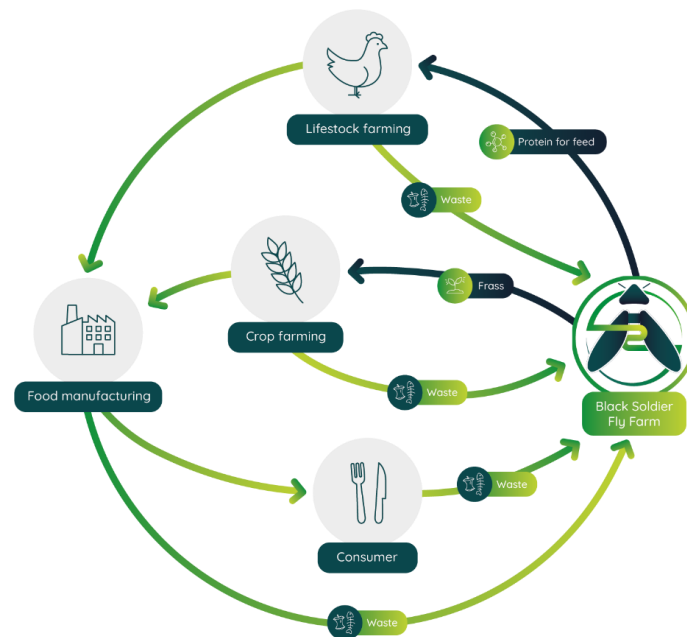 Lifestock farming
Protein for feed
Waste
Frass
Crop farming
Food manufacturing
Waste
Black Soldier
Fly Farm
Waste
Consumer
Waste